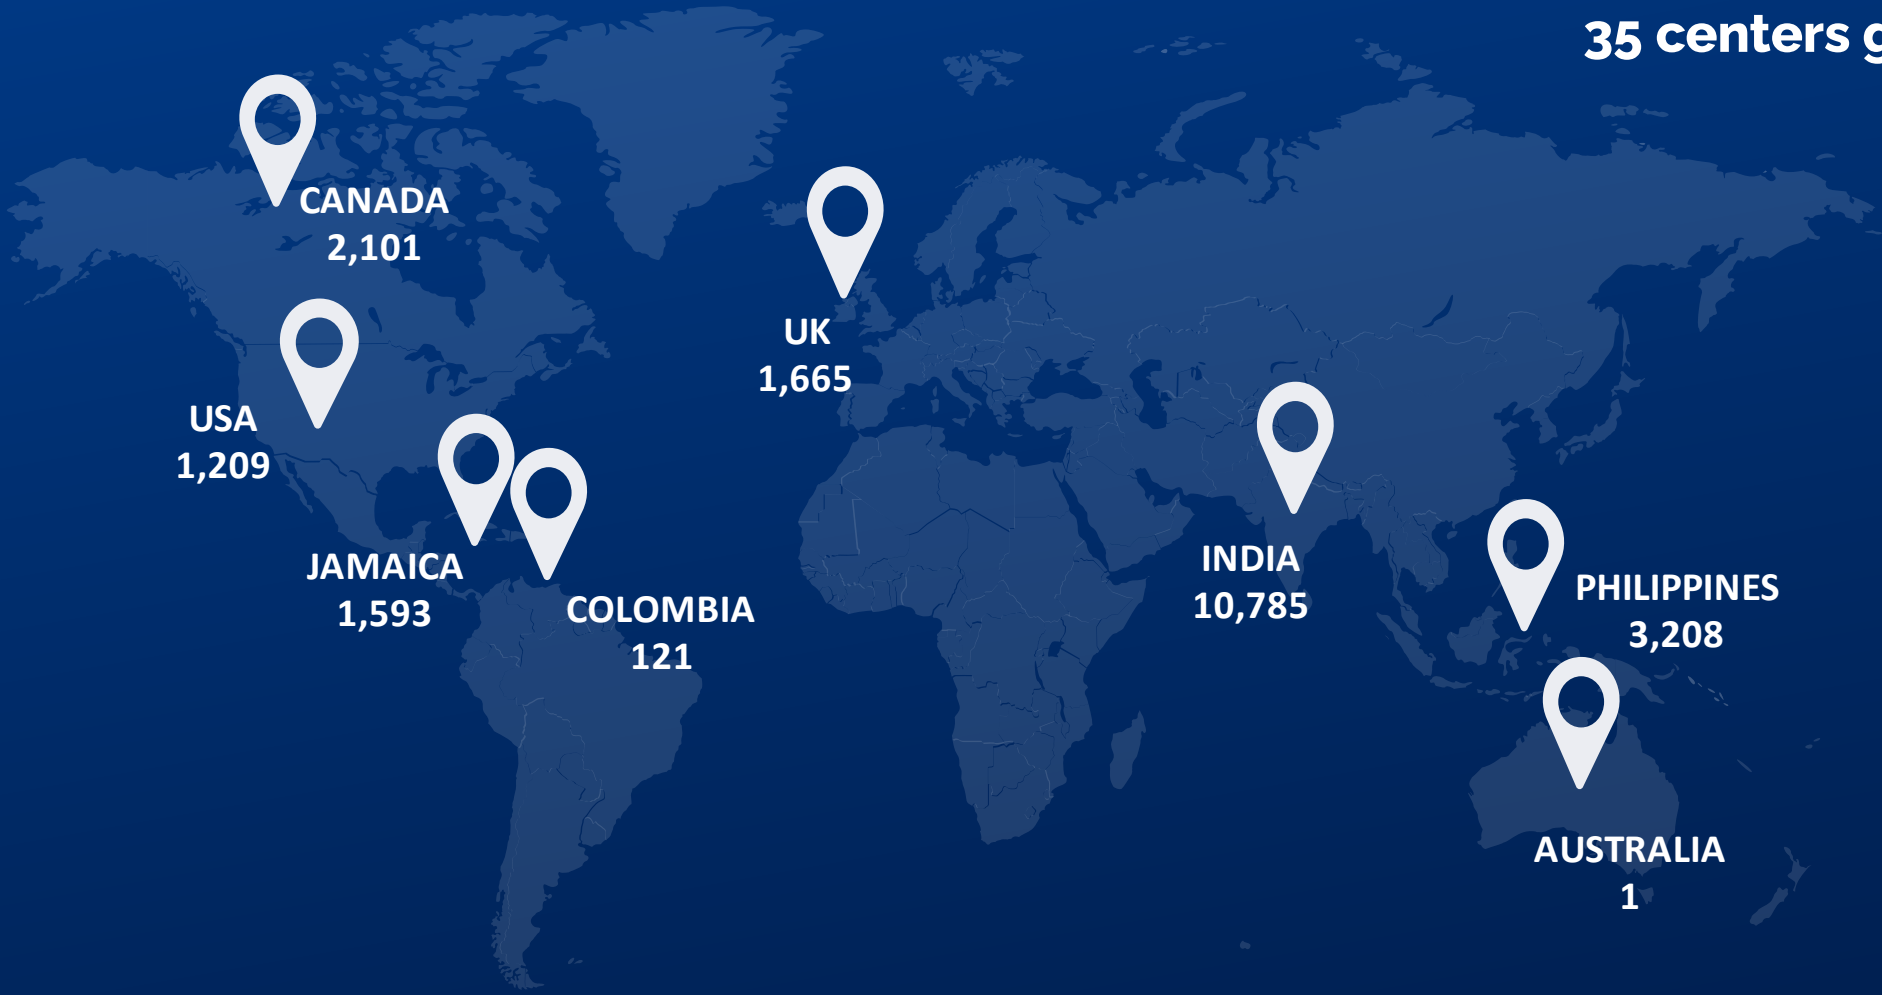 35 centers
CANADA
2,101
UK
1,665
USA
1,209
JAMAICA
1,593
COLOMBIA
121
INDIA
10,785
PHILIPPINES
3,208
AUSTRALIA
1